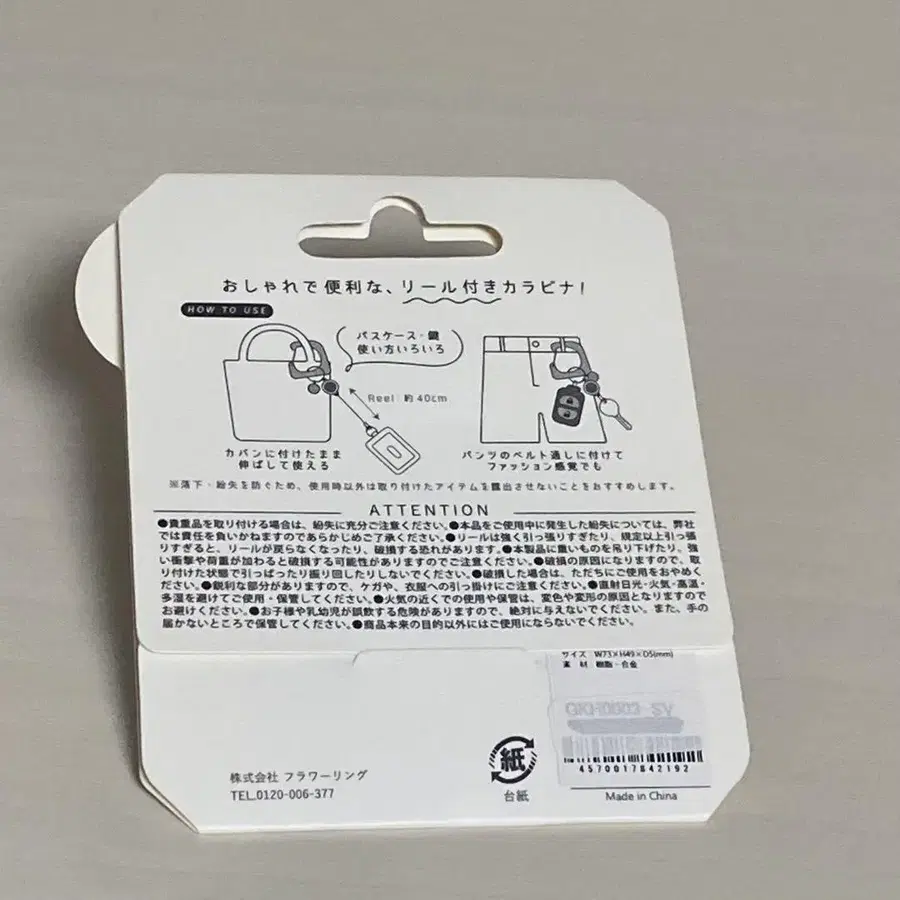 おしゃれで便利な、リール付きカラビナ!
HOW TO USE
パスケース・鍵
使い方いろいろ
Reel 約40cm
カバンに付けたまま
伸ばして使える
パンツのベルト通しに付けて
ファッション感覚でも
※落下・紛失を防ぐため、使用時以外は取り付けたアイテムを露出させないことをおすすめします。
ATTENTION
●貴重品を取り付ける場合は、紛失に充分ご注意ください。●本品をご使用中に発生した紛失については、弊社
では責任を負いかねますのであらかじめご了承ください。●リールは強く引っ張りすぎたり、規定以上引っ張
りすぎると、リールが戻らなくなったり、破損する恐れがあります。●本製品に重いものを吊り下げたり、強
い衝撃や荷重が加わると破損する可能性がありますのでご注意ください。●破損の原因になりますので、取
り付けた状態で引っぱったり振り回したりしないでください。●破損した場合は、ただちにご使用をおやめく
ださい。●鋭利な部分がありますので、ケガや、衣服への引っ掛けにご注意ください。●直射日光・火気・高温・
多湿を避けてご使用・保管してください。●火気の近くでの使用や保管は、変色や変形の原因となりますので
お避けください。●お子様や乳幼児が誤飲する危険がありますので、絶対に与えないでください。また、手の
届かないところで保管してください。●商品本来の目的以外にはご使用にならないでください。
サイズ W73×H49×D5(mm)
素 材 樹脂・合金
紙
台紙
4570017842192
Made in China
株式会社 フラワーリング
TEL.0120-006-377